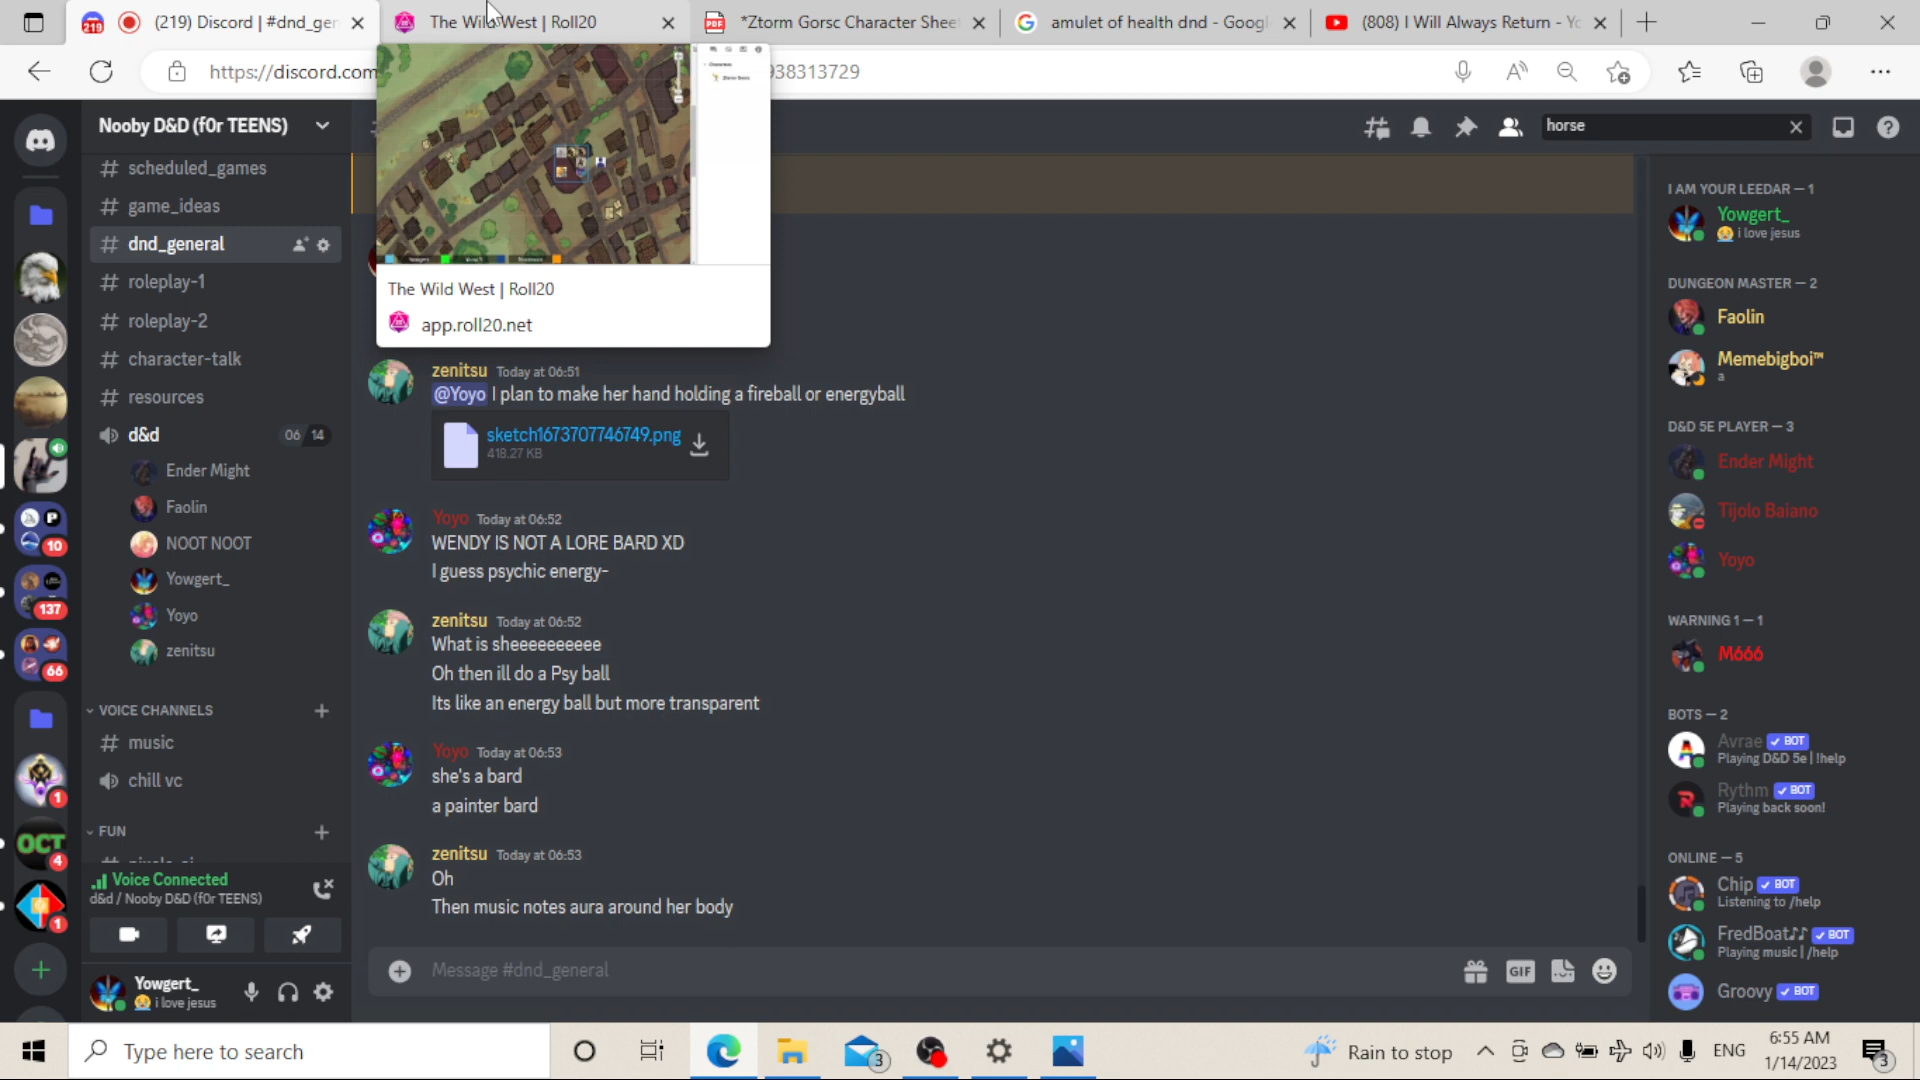 (219) Discord | #dnd_gen
The Wild West | Roll20
*Ztorm Gorsc Character Sheet
amulet of health dnd - Googl
(808) I Will Always Return - Yo
https://discord.com
938313729
Nooby D&D (f0r TEENS)
# scheduled_games
# game_ideas
# dnd_general
# roleplay-1
# roleplay-2
# character-talk
# resources
d&d
06 14
Ender Might
Faolin
NOOT NOOT
Yowgert_
Yoyo
zenitsu
VOICE CHANNELS
# music
chill vc
FUN
Voice Connected
d&d / Nooby D&D (f0r TEENS)
Yowgert_
i love jesus
10
137
66
1
OCT
4
1
The Wild West | Roll20
app.roll20.net
zenitsu Today at 06:51
@Yoyo I plan to make her hand holding a fireball or energyball
sketch1673707746749.png
418.27 KB
Yoyo Today at 06:52
WENDY IS NOT A LORE BARD XD
I guess psychic energy-
zenitsu Today at 06:52
What is sheeeeeeeeee
Oh then ill do a Psy ball
Its like an energy ball but more transparent
Yoyo Today at 06:53
she's a bard
a painter bard
zenitsu Today at 06:53
Oh
Then music notes aura around her body
Message #dnd_general
GIF
horse
I AM YOUR LEEDAR — 1
Yowgert_
i love jesus
DUNGEON MASTER — 2
Faolin
Memebigboi™
a
D&D 5E PLAYER — 3
Ender Might
Tijolo Baiano
Yoyo
WARNING 1 — 1
M666
BOTS — 2
Avrae BOT
Playing D&D 5e | !help
Rythm BOT
Playing back soon!
ONLINE — 5
Chip BOT
Listening to /help
FredBoat♪♪ BOT
Playing music | /help
Groovy BOT
Type here to search
3
Rain to stop
ENG
6:55 AM
1/14/2023
3